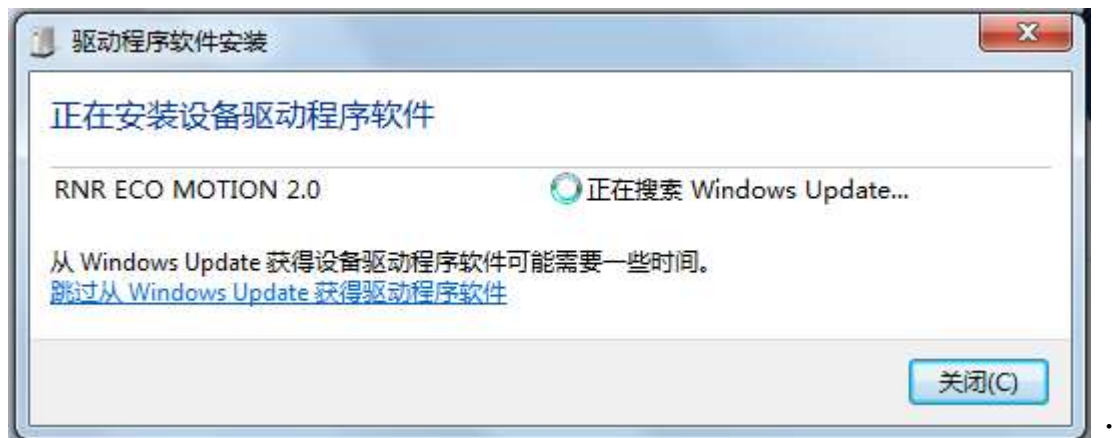 驱动程序软件安装
正在安装设备驱动程序软件
RNR ECO MOTION 2.0 正在搜索 Windows Update...
从 Windows Update 获得设备驱动程序软件可能需要一些时间。
跳过从 Windows Update 获得驱动程序软件
关闭(C)
.